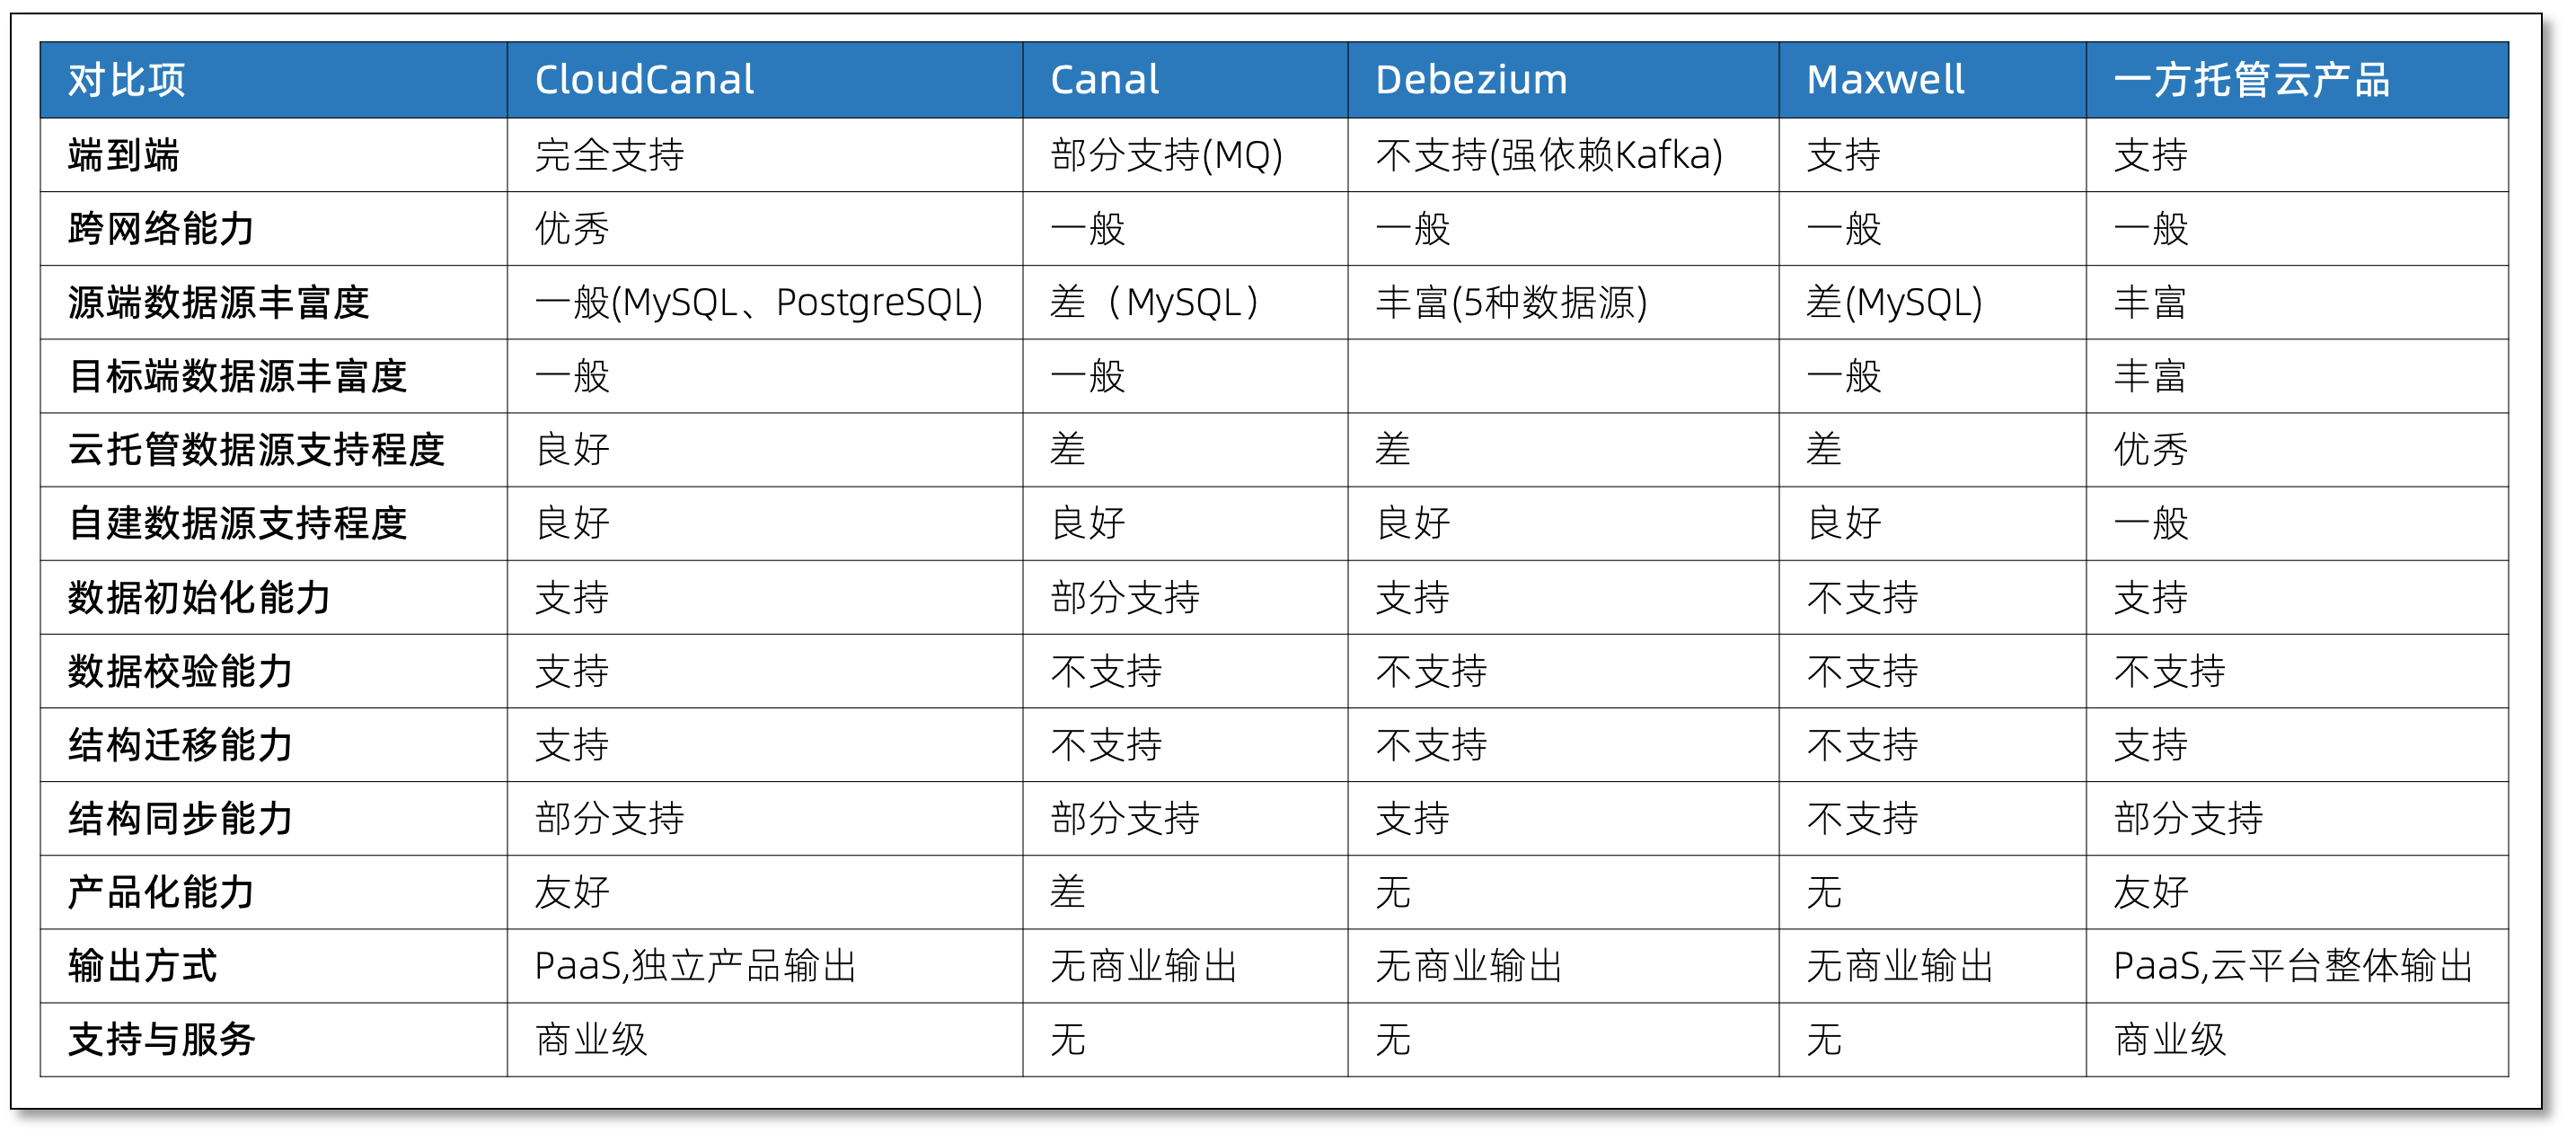 对比项 CloudCanal Canal Debezium Maxwell 一方托管云产品
端到端 完全支持 部分支持(MQ) 不支持(强依赖Kafka) 支持 支持
跨网络能力 优秀 一般 一般 一般 一般
源端数据源丰富度 一般(MySQL、PostgreSQL) 差（MySQL） 丰富(5种数据源) 差(MySQL) 丰富
目标端数据源丰富度 一般 一般 一般 丰富
云托管数据源支持程度 良好 差 差 差 优秀
自建数据源支持程度 良好 良好 良好 良好 一般
数据初始化能力 支持 部分支持 支持 不支持 支持
数据校验能力 支持 不支持 不支持 不支持 不支持
结构迁移能力 支持 不支持 不支持 不支持 支持
结构同步能力 部分支持 部分支持 支持 不支持 部分支持
产品化能力 友好 差 无 无 友好
输出方式 PaaS,独立产品输出 无商业输出 无商业输出 无商业输出 PaaS,云平台整体输出
支持与服务 商业级 无 无 无 商业级